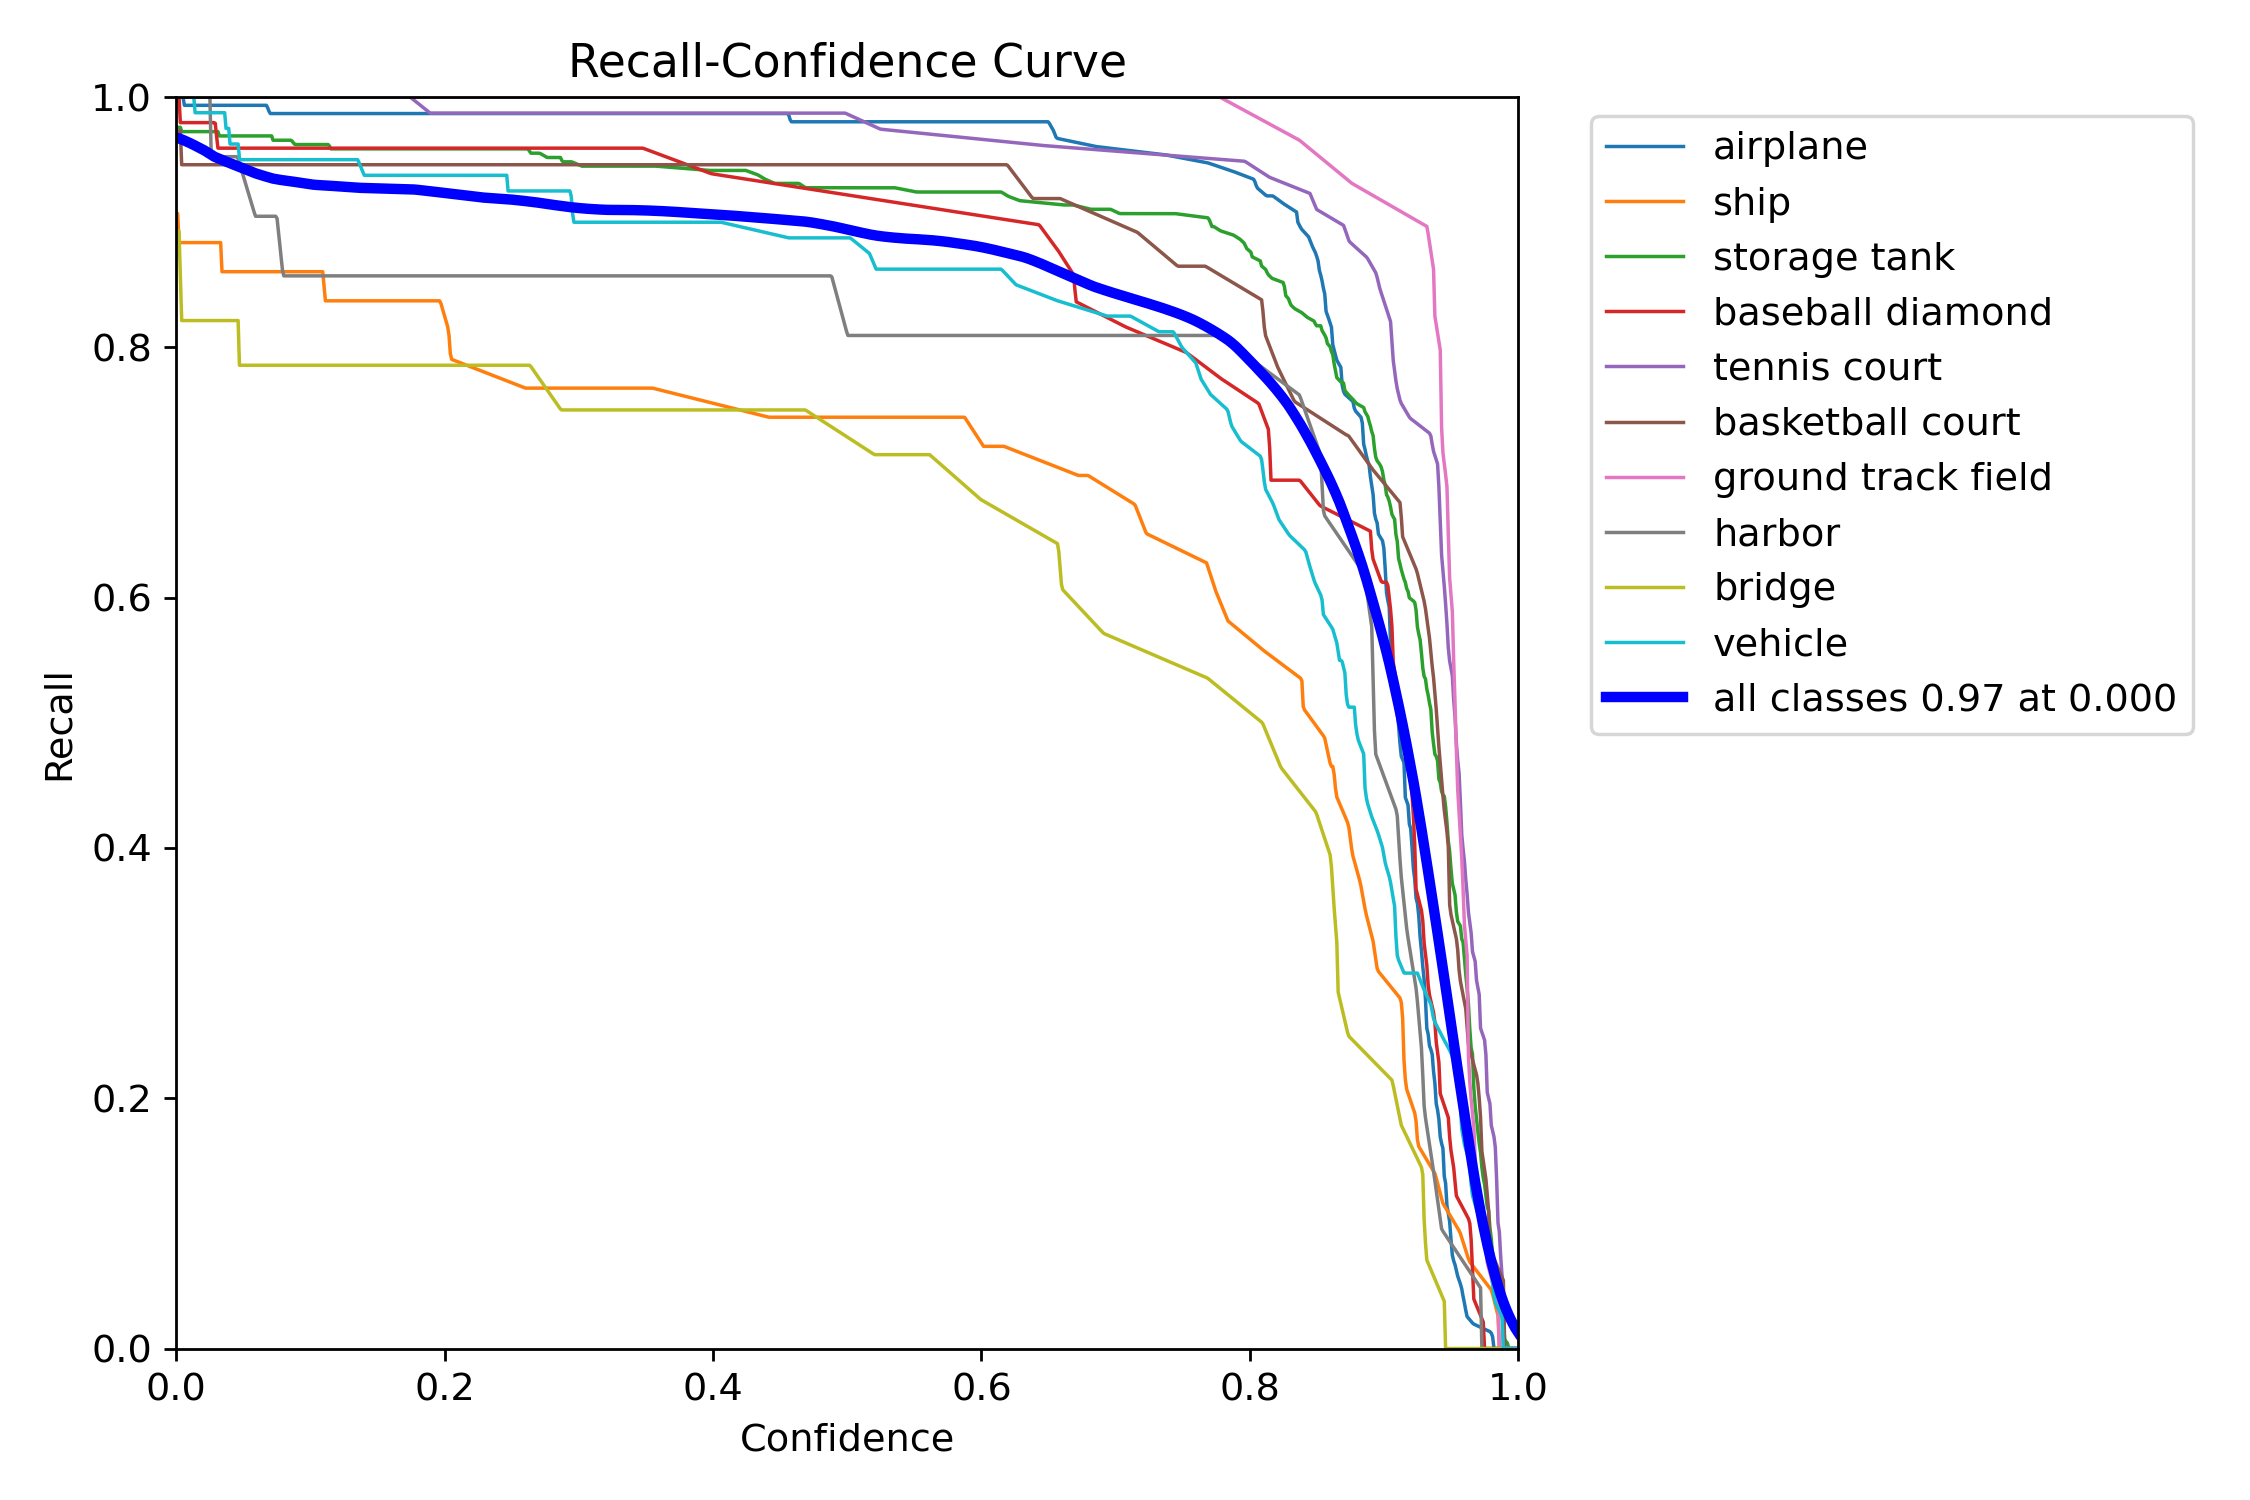 Recall-Confidence Curve
1.0
0.8
0.6
0.4
0.2
0.0
Recall
0.0 0.2 0.4 0.6 0.8 1.0
Confidence
airplane
ship
storage tank
baseball diamond
tennis court
basketball court
ground track field
harbor
bridge
vehicle
all classes 0.97 at 0.000